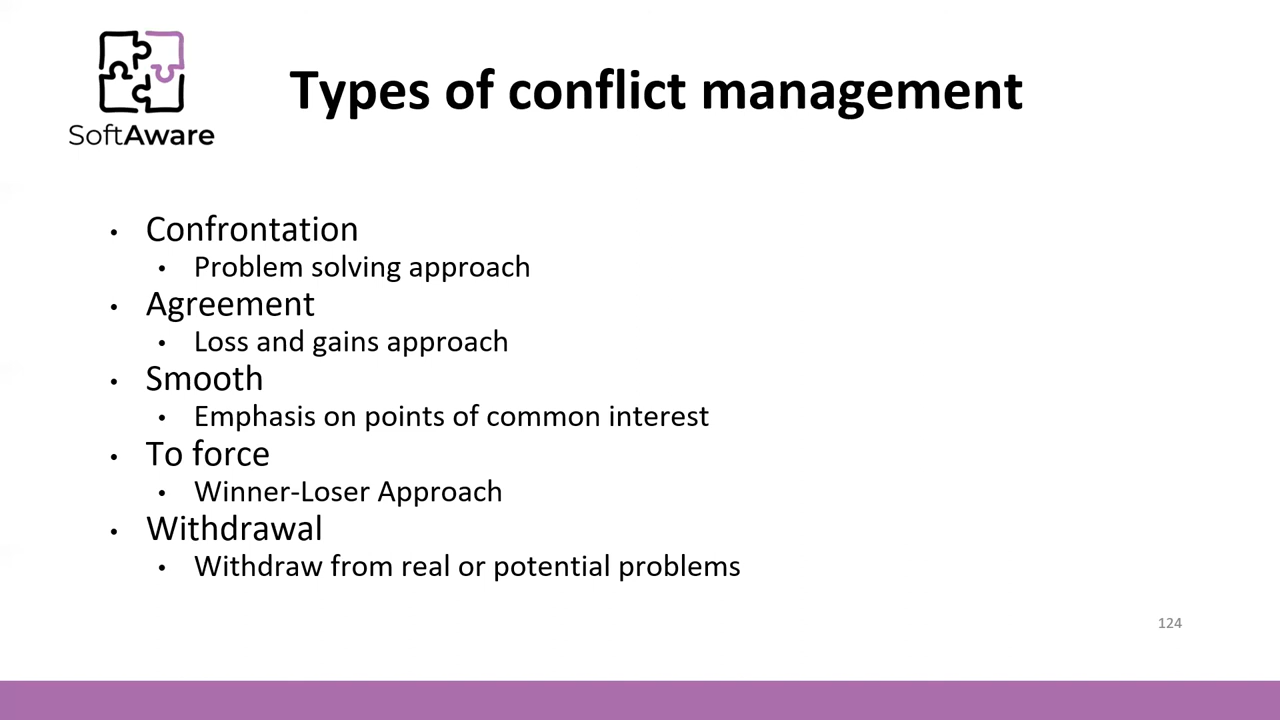 SoftAware
Types of conflict management
• Confrontation
• Problem solving approach
• Agreement
• Loss and gains approach
• Smooth
• Emphasis on points of common interest
• To force
• Winner-Loser Approach
• Withdrawal
• Withdraw from real or potential problems
124